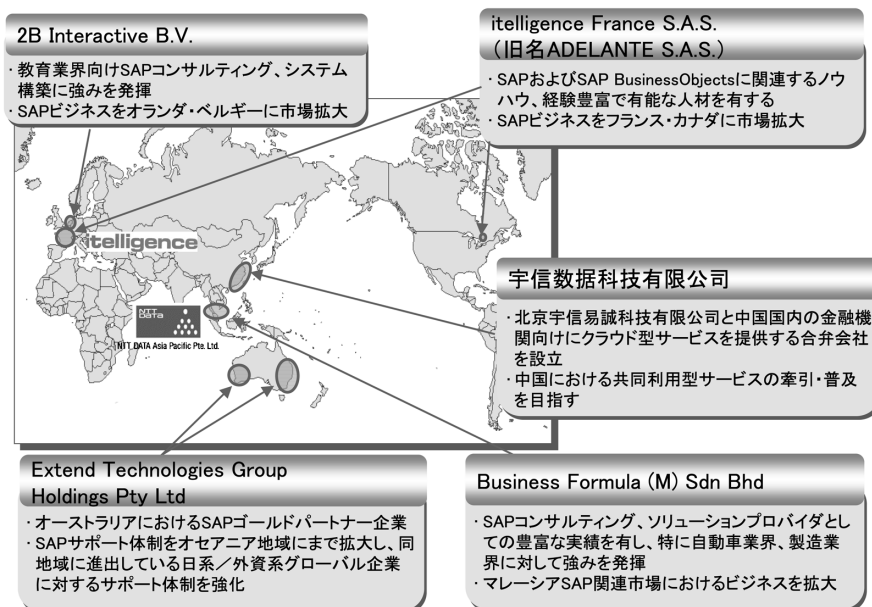 2B Interactive B.V.
・教育業界向けSAPコンサルティング、システム
構築に強みを発揮
・SAPビジネスをオランダ・ベルギーに市場拡大
itelligence France S.A.S.
（旧名ADELANTE S.A.S.）
・SAPおよびSAP BusinessObjectsに関連するノウ
ハウ、経験豊富で有能な人材を有する
・SAPビジネスをフランス・カナダに市場拡大
itelligence
NTT
DATA
NTT DATA Asia Pacific Pte. Ltd.
宇信数据科技有限公司
・北京宇信易誠科技有限公司と中国国内の金融機
関向けにクラウド型サービスを提供する合弁会社
を設立
・中国における共同利用型サービスの牽引・普及
を目指す
Extend Technologies Group
Holdings Pty Ltd
・オーストラリアにおけるSAPゴールドパートナー企業
・SAPサポート体制をオセアニア地域にまで拡大し、同
地域に進出している日系／外資系グローバル企業
に対するサポート体制を強化
Business Formula (M) Sdn Bhd
・SAPコンサルティング、ソリューションプロバイダとし
ての豊富な実績を有し、特に自動車業界、製造業
界に対して強みを発揮
・マレーシアSAP関連市場におけるビジネスを拡大